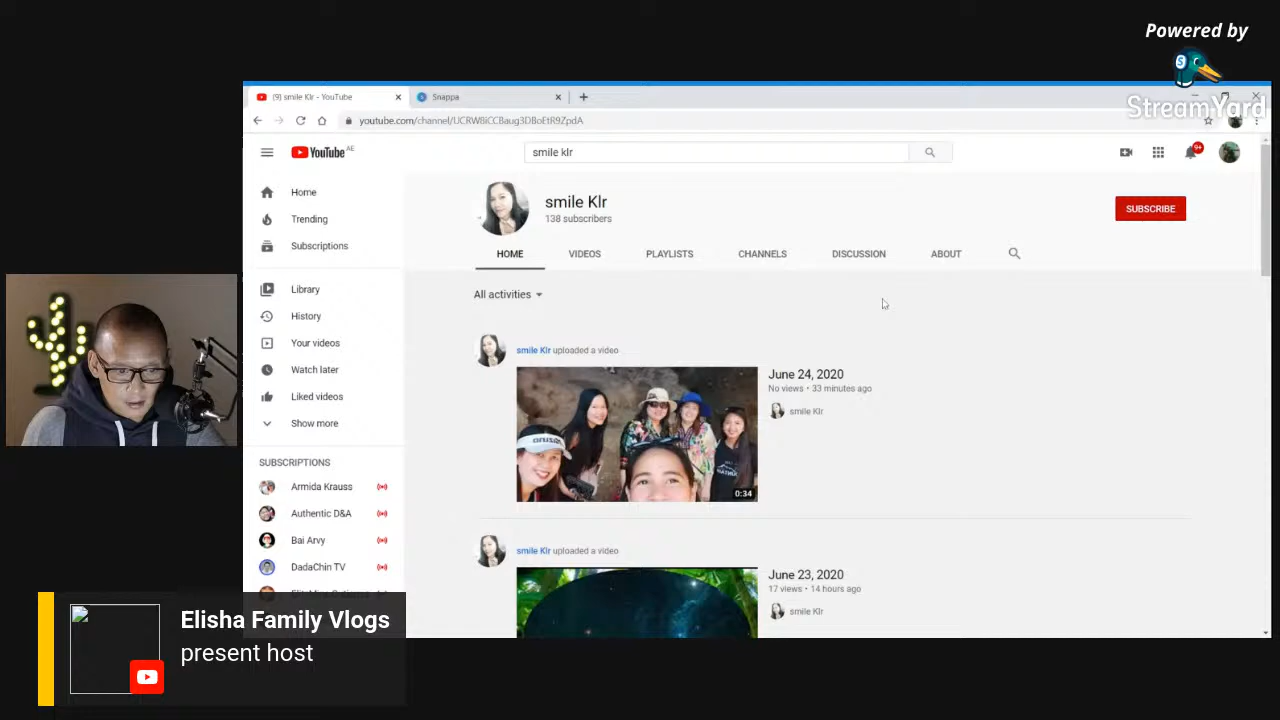 Powered by
StreamYard
(9) smile Klr - YouTube
Snappa
youtube.com/channel/UCRW8iCCBaug3DBoEtR9ZpdA
YouTube AE
smile klr
9+
smile Klr
138 subscribers
SUBSCRIBE
HOME
VIDEOS
PLAYLISTS
CHANNELS
DISCUSSION
ABOUT
Home
Trending
Subscriptions
Library
History
Your videos
Watch later
Liked videos
Show more
SUBSCRIPTIONS
Armida Krauss
Authentic D&A
Bai Arvy
DadaChin TV
All activities
smile Klr uploaded a video
June 24, 2020
No views • 33 minutes ago
smile Klr
0:34
smile Klr uploaded a video
June 23, 2020
17 views • 14 hours ago
smile Klr
Elisha Family Vlogs
present host